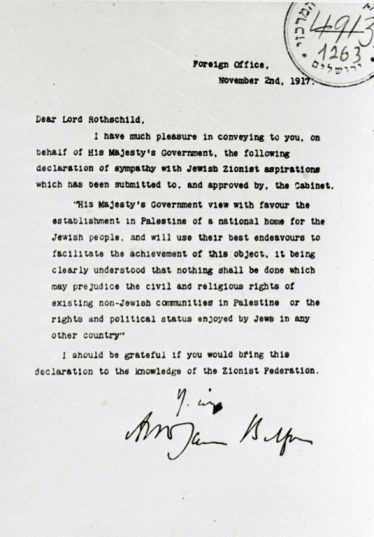 המרכזי
4913
1263
ירושלים
Foreign Office,
November 2nd, 1917.
Dear Lord Rothschild,
I have much pleasure in conveying to you, on
behalf of His Majesty's Government, the following
declaration of sympathy with Jewish Zionist aspirations
which has been submitted to, and approved by, the Cabinet.
"His Majesty's Government view with favour the
establishment in Palestine of a national home for the
Jewish people, and will use their best endeavours to
facilitate the achievement of this object, it being
clearly understood that nothing shall be done which
may prejudice the civil and religious rights of
existing non-Jewish communities in Palestine or the
rights and political status enjoyed by Jews in any
other country"
I should be grateful if you would bring this
declaration to the knowledge of the Zionist Federation.
Arthur James Balfour